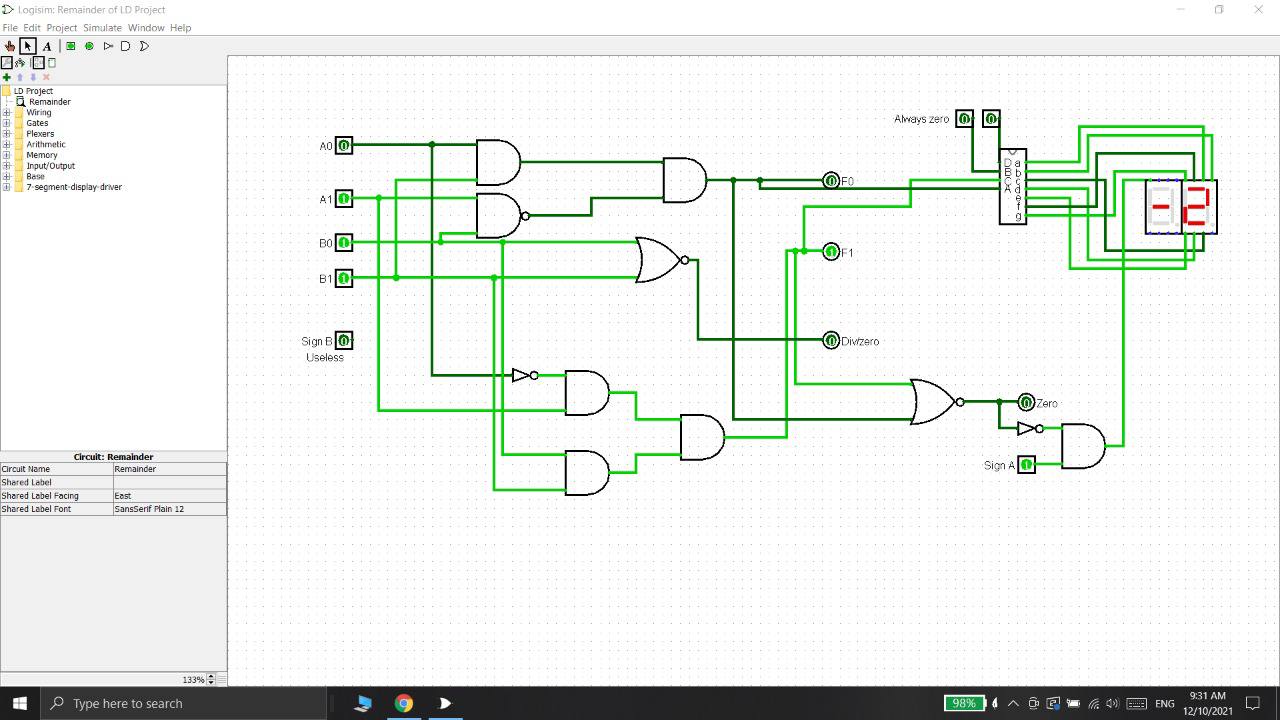 Logisim: Remainder of LD Project
File Edit Project Simulate Window Help
A
LD Project
Remainder
Wiring
Gates
Plexers
Arithmetic
Memory
Input/Output
Base
7-segment-display-driver
Circuit: Remainder
Circuit Name Remainder
Shared Label
Shared Label Facing East
Shared Label Font SansSerif Plain 12
133%
Always zero 0 0
A0 0
A1 1
B0 1
B1 1
Sign B 0
Useless
0 F0
1 F1
0 Div/zero
0 Zero
Sign A 1
D a
B b
C c
A d
e
f
g
Type here to search
98%
ENG
9:31 AM
12/10/2021